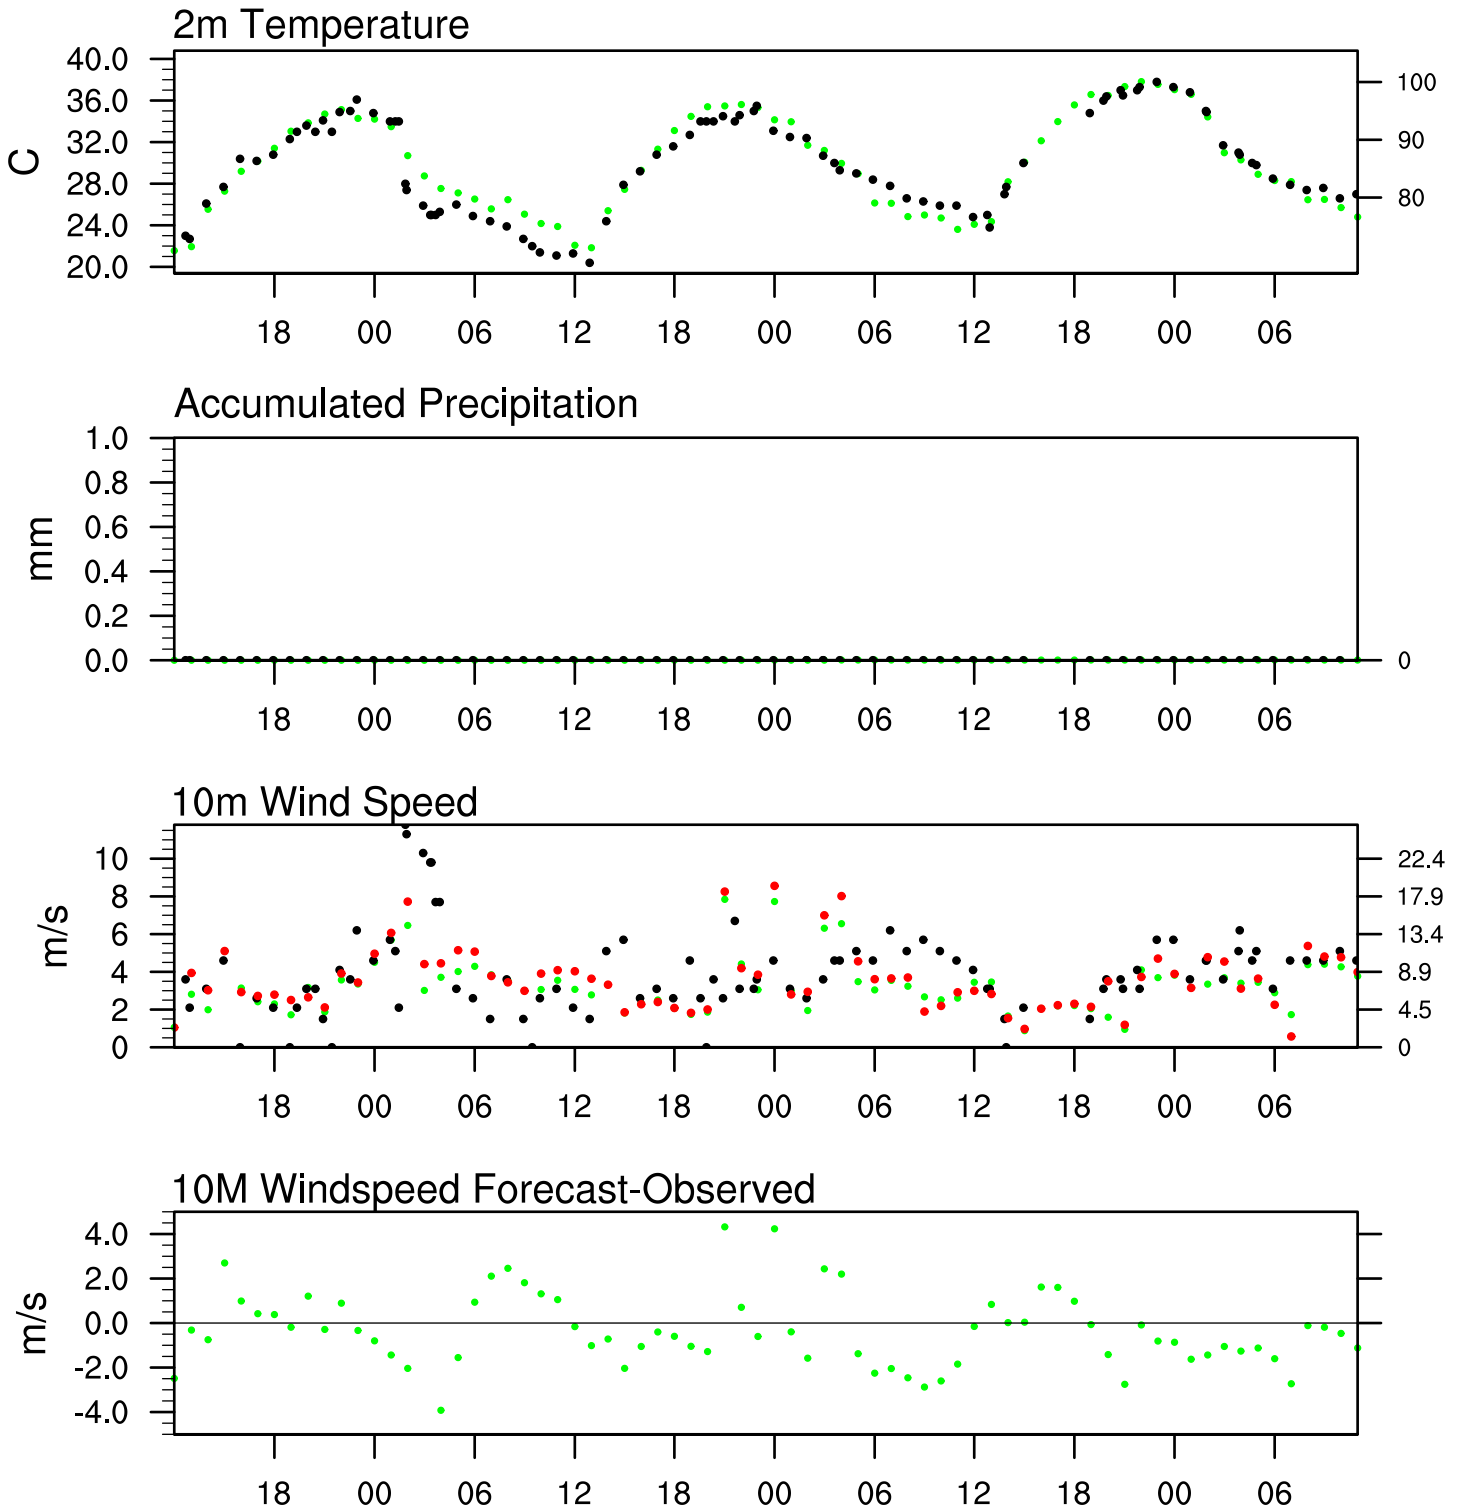 2m Temperature
40.0
36.0
32.0
28.0
24.0
20.0
C
100
90
80
18 00 06 12 18 00 06 12 18 00 06
Accumulated Precipitation
1.0
0.8
0.6
0.4
0.2
0.0
mm
0
18 00 06 12 18 00 06 12 18 00 06
10m Wind Speed
10
8
6
4
2
0
m/s
22.4
17.9
13.4
8.9
4.5
0
18 00 06 12 18 00 06 12 18 00 06
10M Windspeed Forecast-Observed
4.0
2.0
0.0
-2.0
-4.0
m/s
18 00 06 12 18 00 06 12 18 00 06